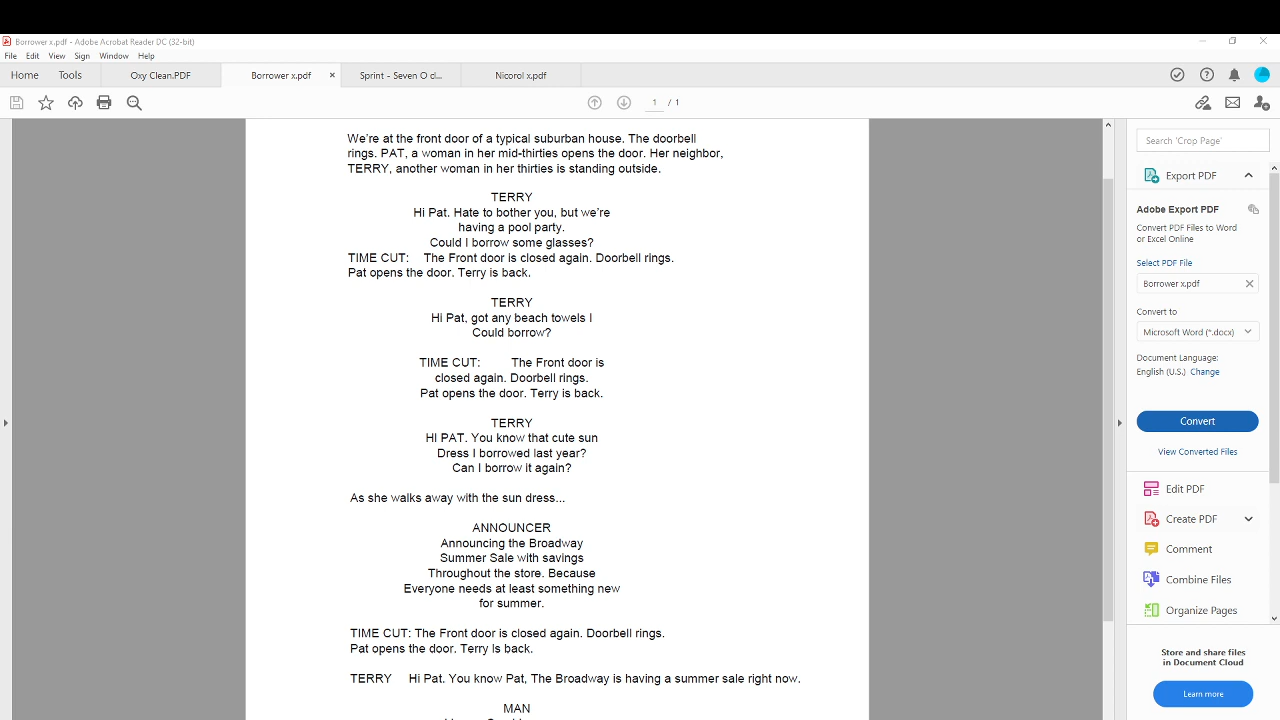 Borrower x.pdf - Adobe Acrobat Reader DC (32-bit)
File Edit View Sign Window Help
Home Tools Oxy Clean.PDF Borrower x.pdf × Sprint - Seven O cl... Nicorol x.pdf
1 / 1
We're at the front door of a typical suburban house. The doorbell
rings. PAT, a woman in her mid-thirties opens the door. Her neighbor,
TERRY, another woman in her thirties is standing outside.
TERRY
Hi Pat. Hate to bother you, but we're
having a pool party.
Could I borrow some glasses?
TIME CUT: The Front door is closed again. Doorbell rings.
Pat opens the door. Terry is back.
TERRY
Hi Pat, got any beach towels I
Could borrow?
TIME CUT: The Front door is
closed again. Doorbell rings.
Pat opens the door. Terry is back.
TERRY
HI PAT. You know that cute sun
Dress I borrowed last year?
Can I borrow it again?
As she walks away with the sun dress...
ANNOUNCER
Announcing the Broadway
Summer Sale with savings
Throughout the store. Because
Everyone needs at least something new
for summer.
TIME CUT: The Front door is closed again. Doorbell rings.
Pat opens the door. Terry Is back.
TERRY Hi Pat. You know Pat, The Broadway is having a summer sale right now.
MAN
Search 'Crop Page'
Export PDF
Adobe Export PDF
Convert PDF Files to Word
or Excel Online
Select PDF File
Borrower x.pdf
Convert to
Microsoft Word (*.docx)
Document Language:
English (U.S.) Change
Convert
View Converted Files
Edit PDF
Create PDF
Comment
Combine Files
Organize Pages
Store and share files
in Document Cloud
Learn more